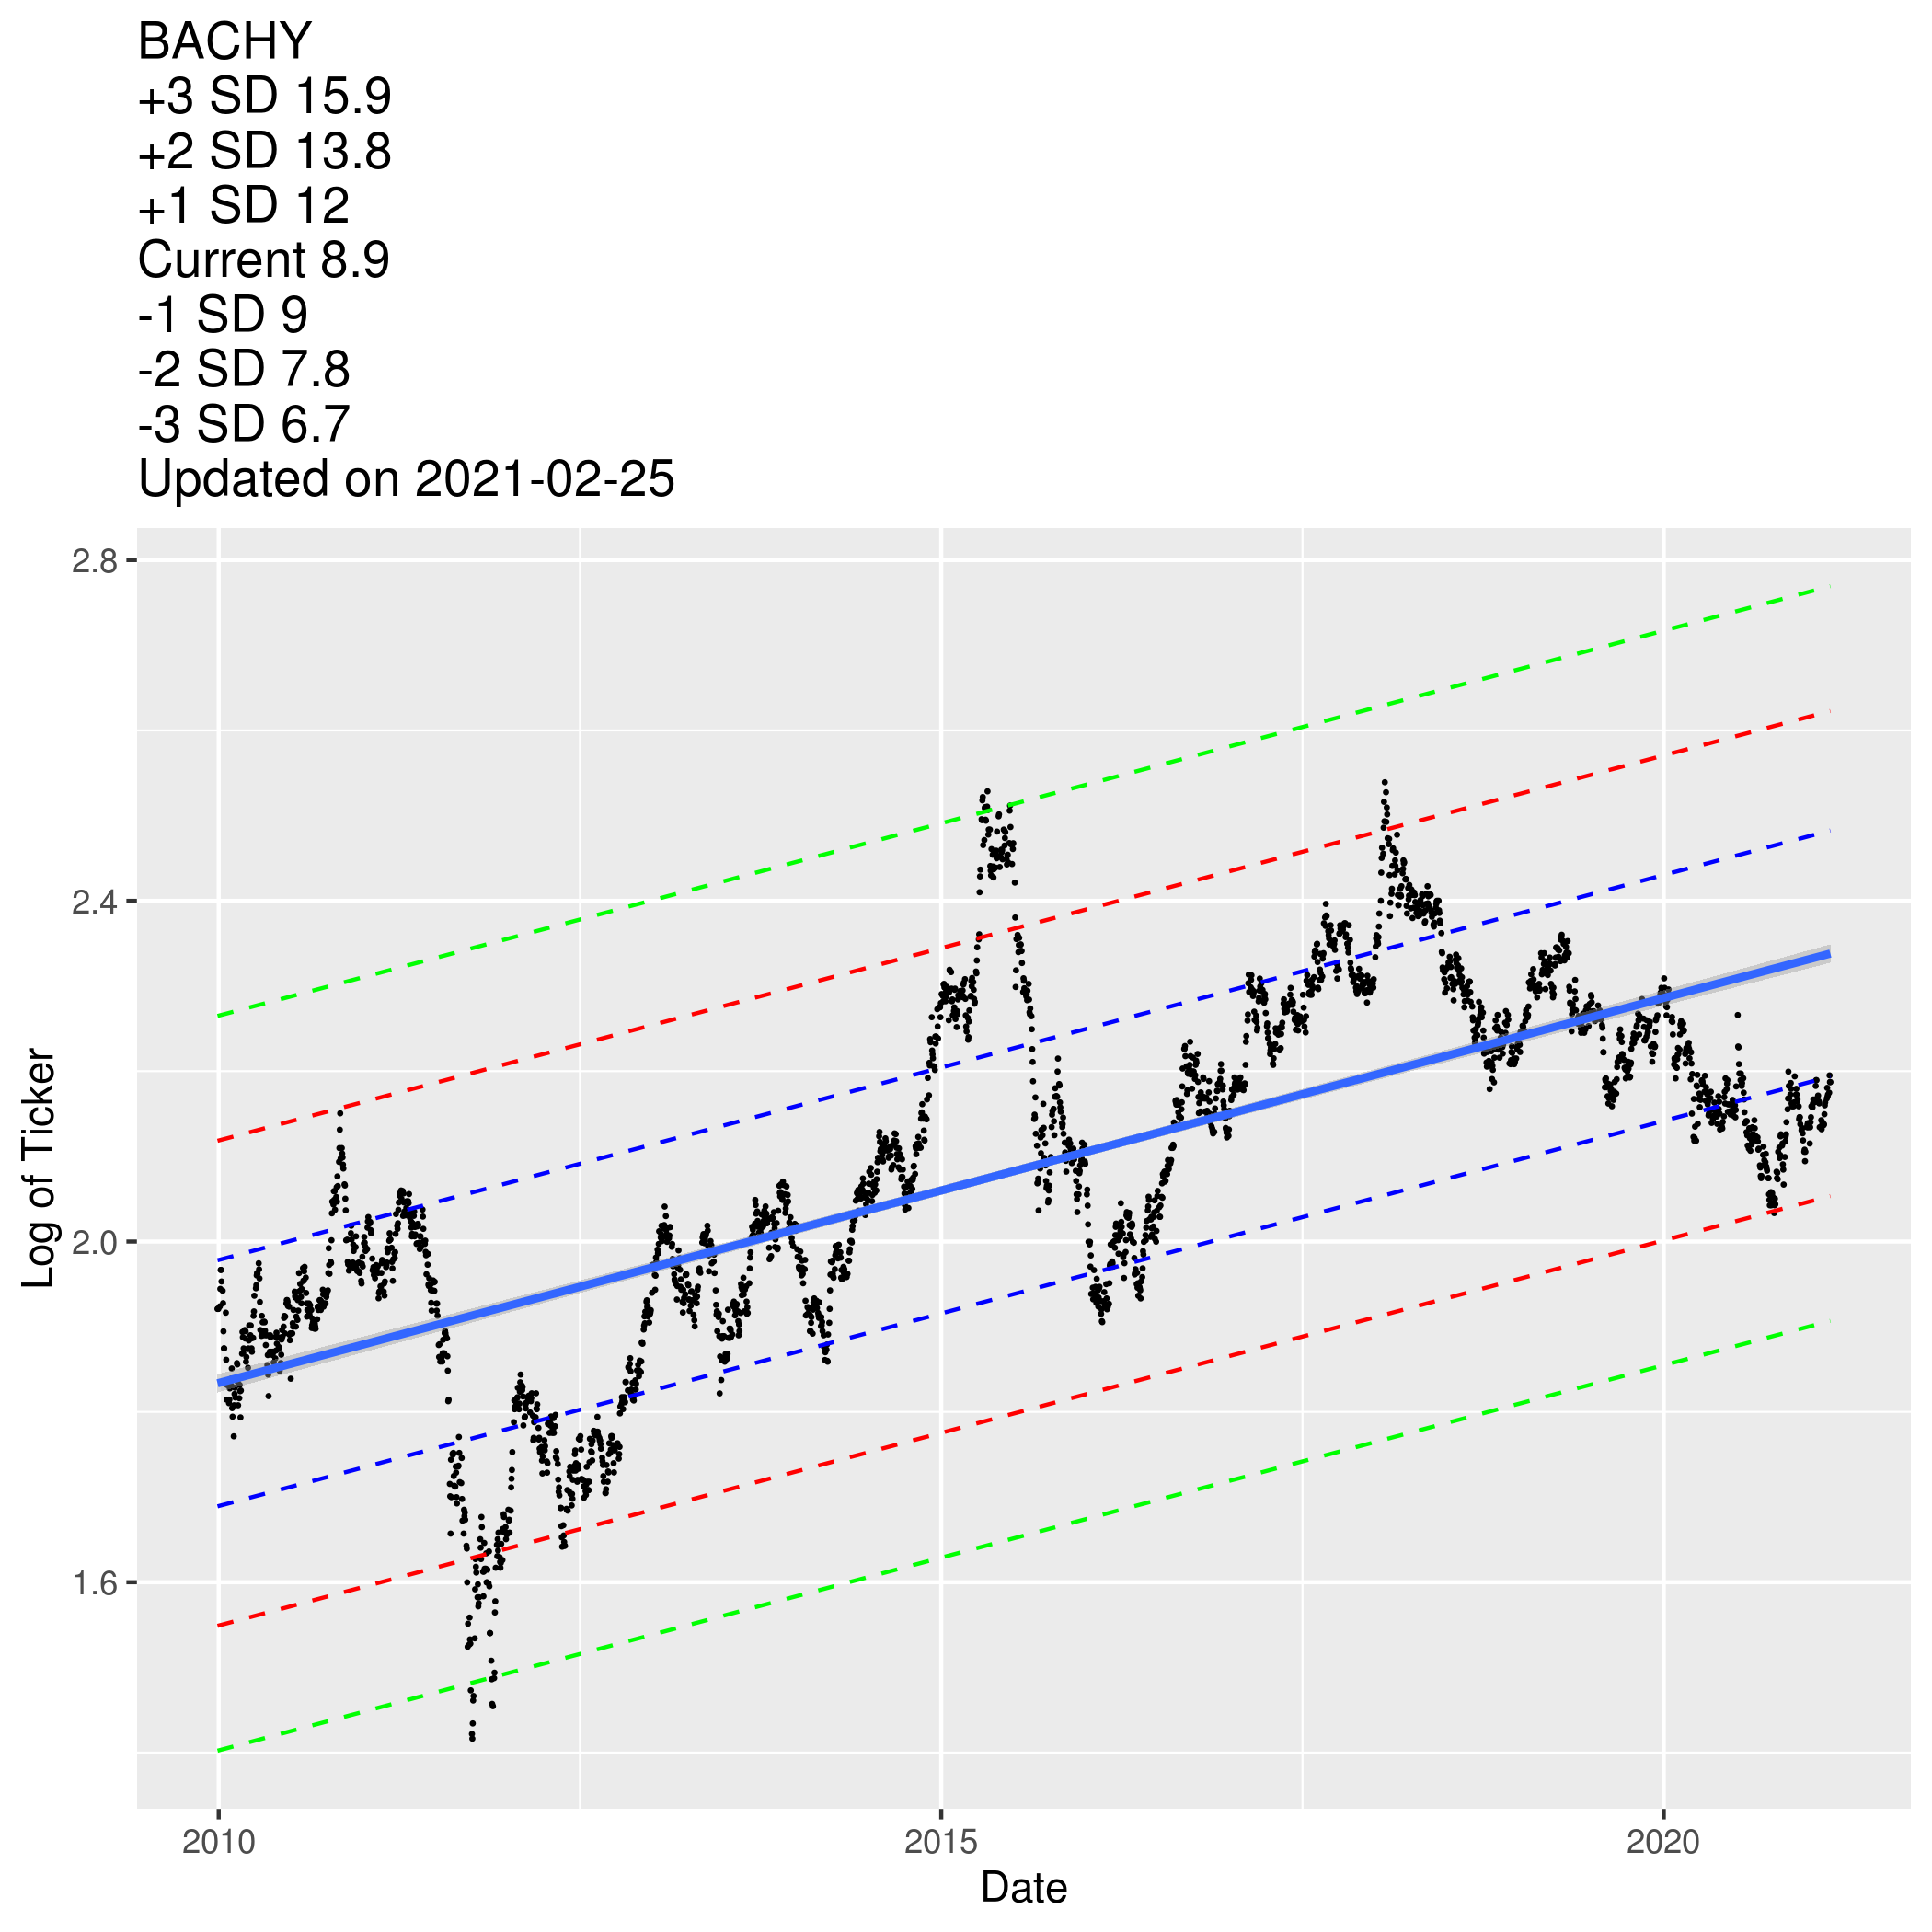 BACHY
+3 SD 15.9
+2 SD 13.8
+1 SD 12
Current 8.9
-1 SD 9
-2 SD 7.8
-3 SD 6.7
Updated on 2021-02-25
2.8
2.4
2.0
1.6
Log of Ticker
2010
2015
2020
Date